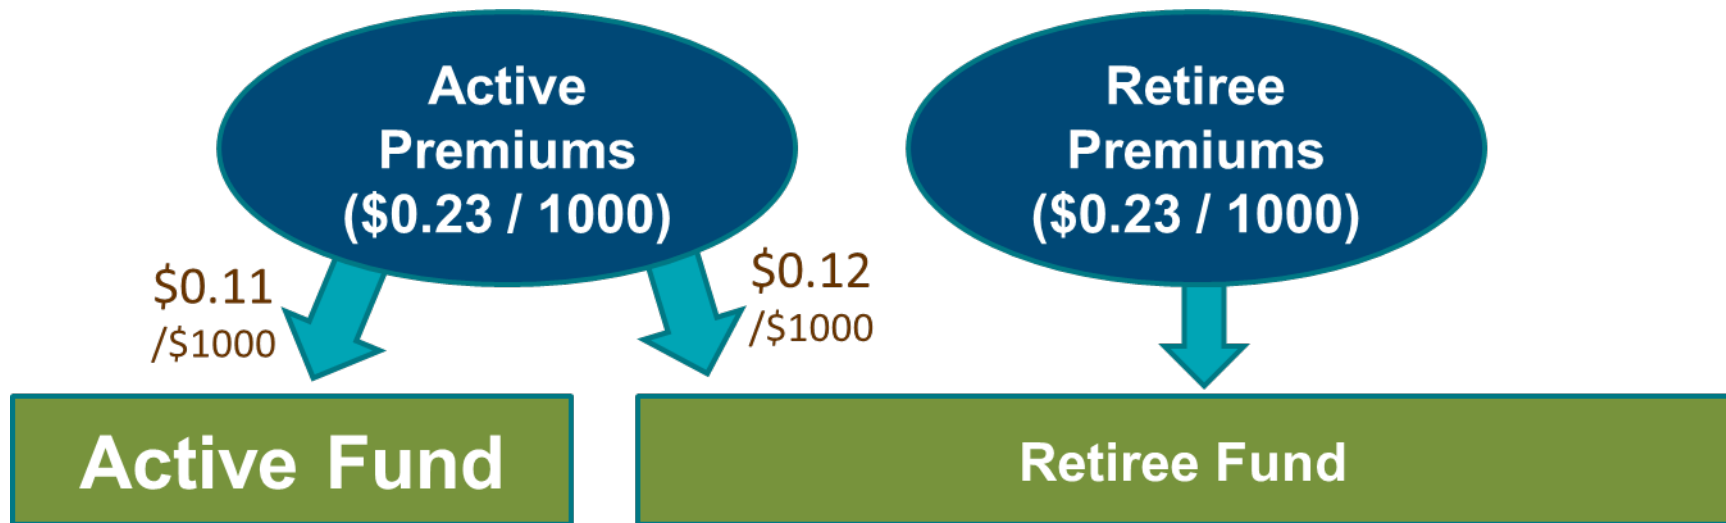 Active
Premiums
($0.23 / 1000)
Retiree
Premiums
($0.23 / 1000)
$0.11
/$1000
$0.12
/$1000
Active Fund
Retiree Fund